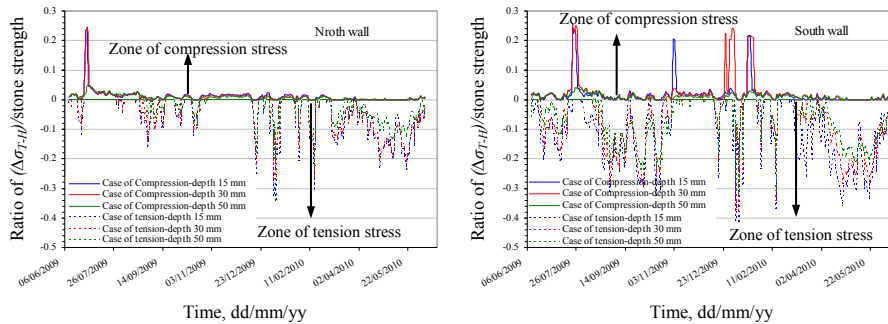 Ratio of (Δσ_T-H)/stone strength
0.3
0.2
0.1
0
-0.1
-0.2
-0.3
-0.4
-0.5
Nroth wall
Zone of compression stress
Case of Compression-depth 15 mm
Case of Compression-depth 30 mm
Case of Compression-depth 50 mm
Case of tension-depth 15 mm
Case of tension-depth 30 mm
Case of tension-depth 50 mm
Zone of tension stress
06/06/2009
26/07/2009
14/09/2009
03/11/2009
23/12/2009
11/02/2010
02/04/2010
22/05/2010
Time, dd/mm/yy
Ratio of (Δσ_T-H)/stone strength
0.3
0.2
0.1
0
-0.1
-0.2
-0.3
-0.4
-0.5
Zone of compression stress
South wall
Case of Compression-depth 15 mm
Case of Compression-depth 30 mm
Case of Compression-depth 50 mm
Case of tension-depth 15 mm
Case of tension-depth 30 mm
Case of tension-depth 50 mm
Zone of tension stress
06/06/2009
26/07/2009
14/09/2009
03/11/2009
23/12/2009
11/02/2010
02/04/2010
22/05/2010
Time, dd/mm/yy